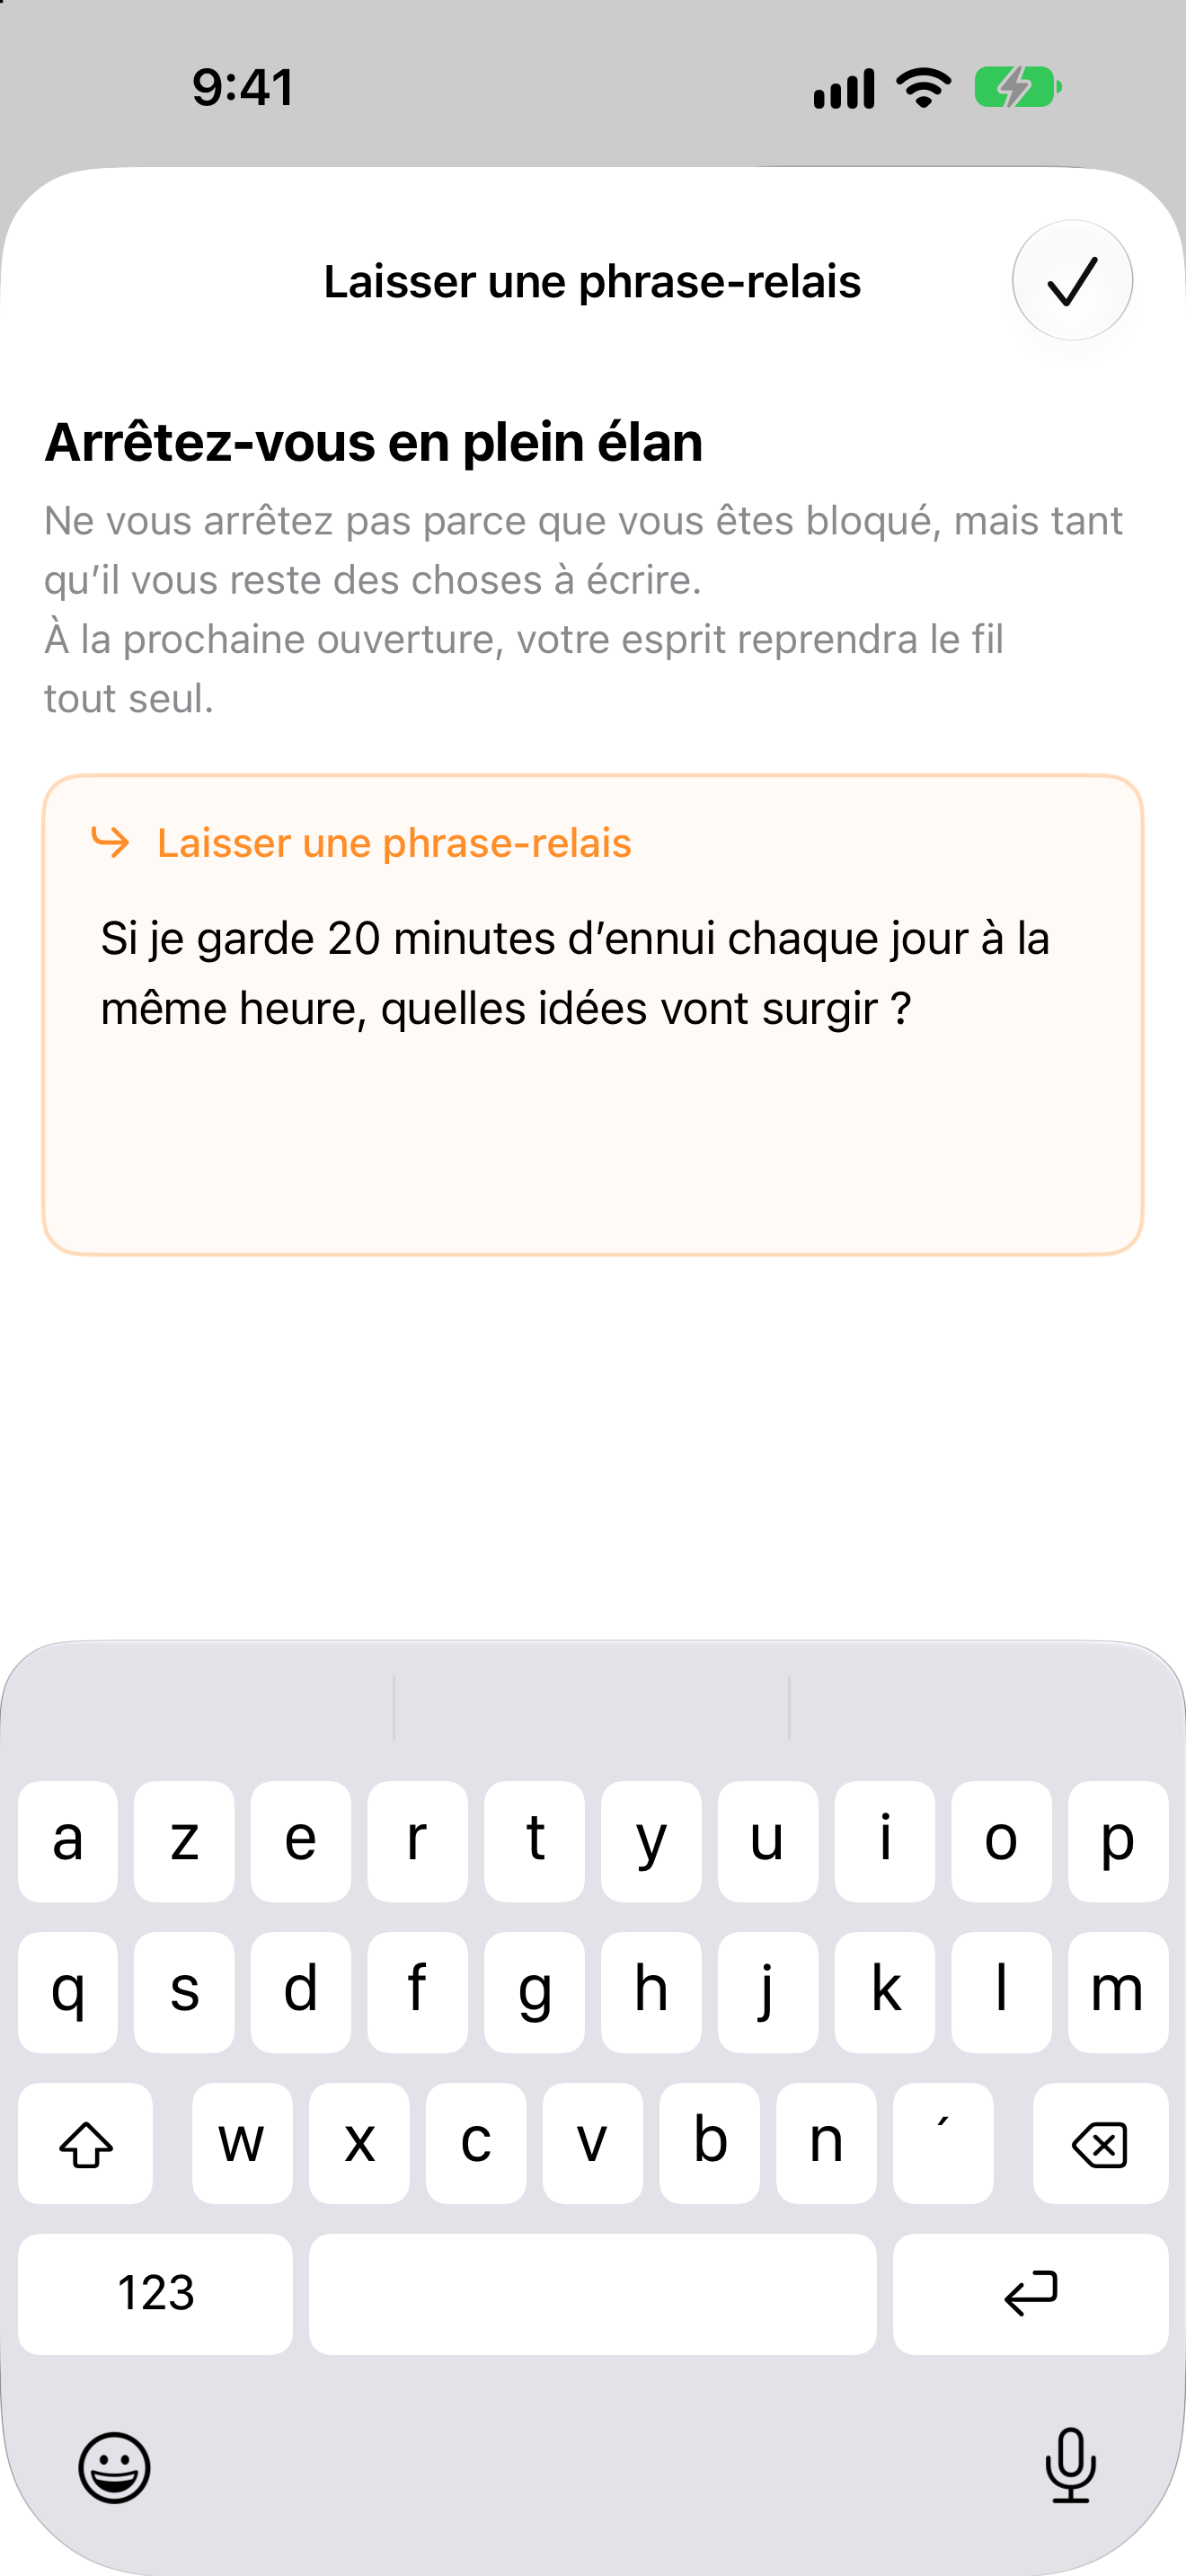 9:41
Laisser une phrase-relais
Arrêtez-vous en plein élan
Ne vous arrêtez pas parce que vous êtes bloqué, mais tant
qu’il vous reste des choses à écrire.
À la prochaine ouverture, votre esprit reprendra le fil
tout seul.
Laisser une phrase-relais
Si je garde 20 minutes d’ennui chaque jour à la
même heure, quelles idées vont surgir ?
a z e r t y u i o p
q s d f g h j k l m
w x c v b n ´
123